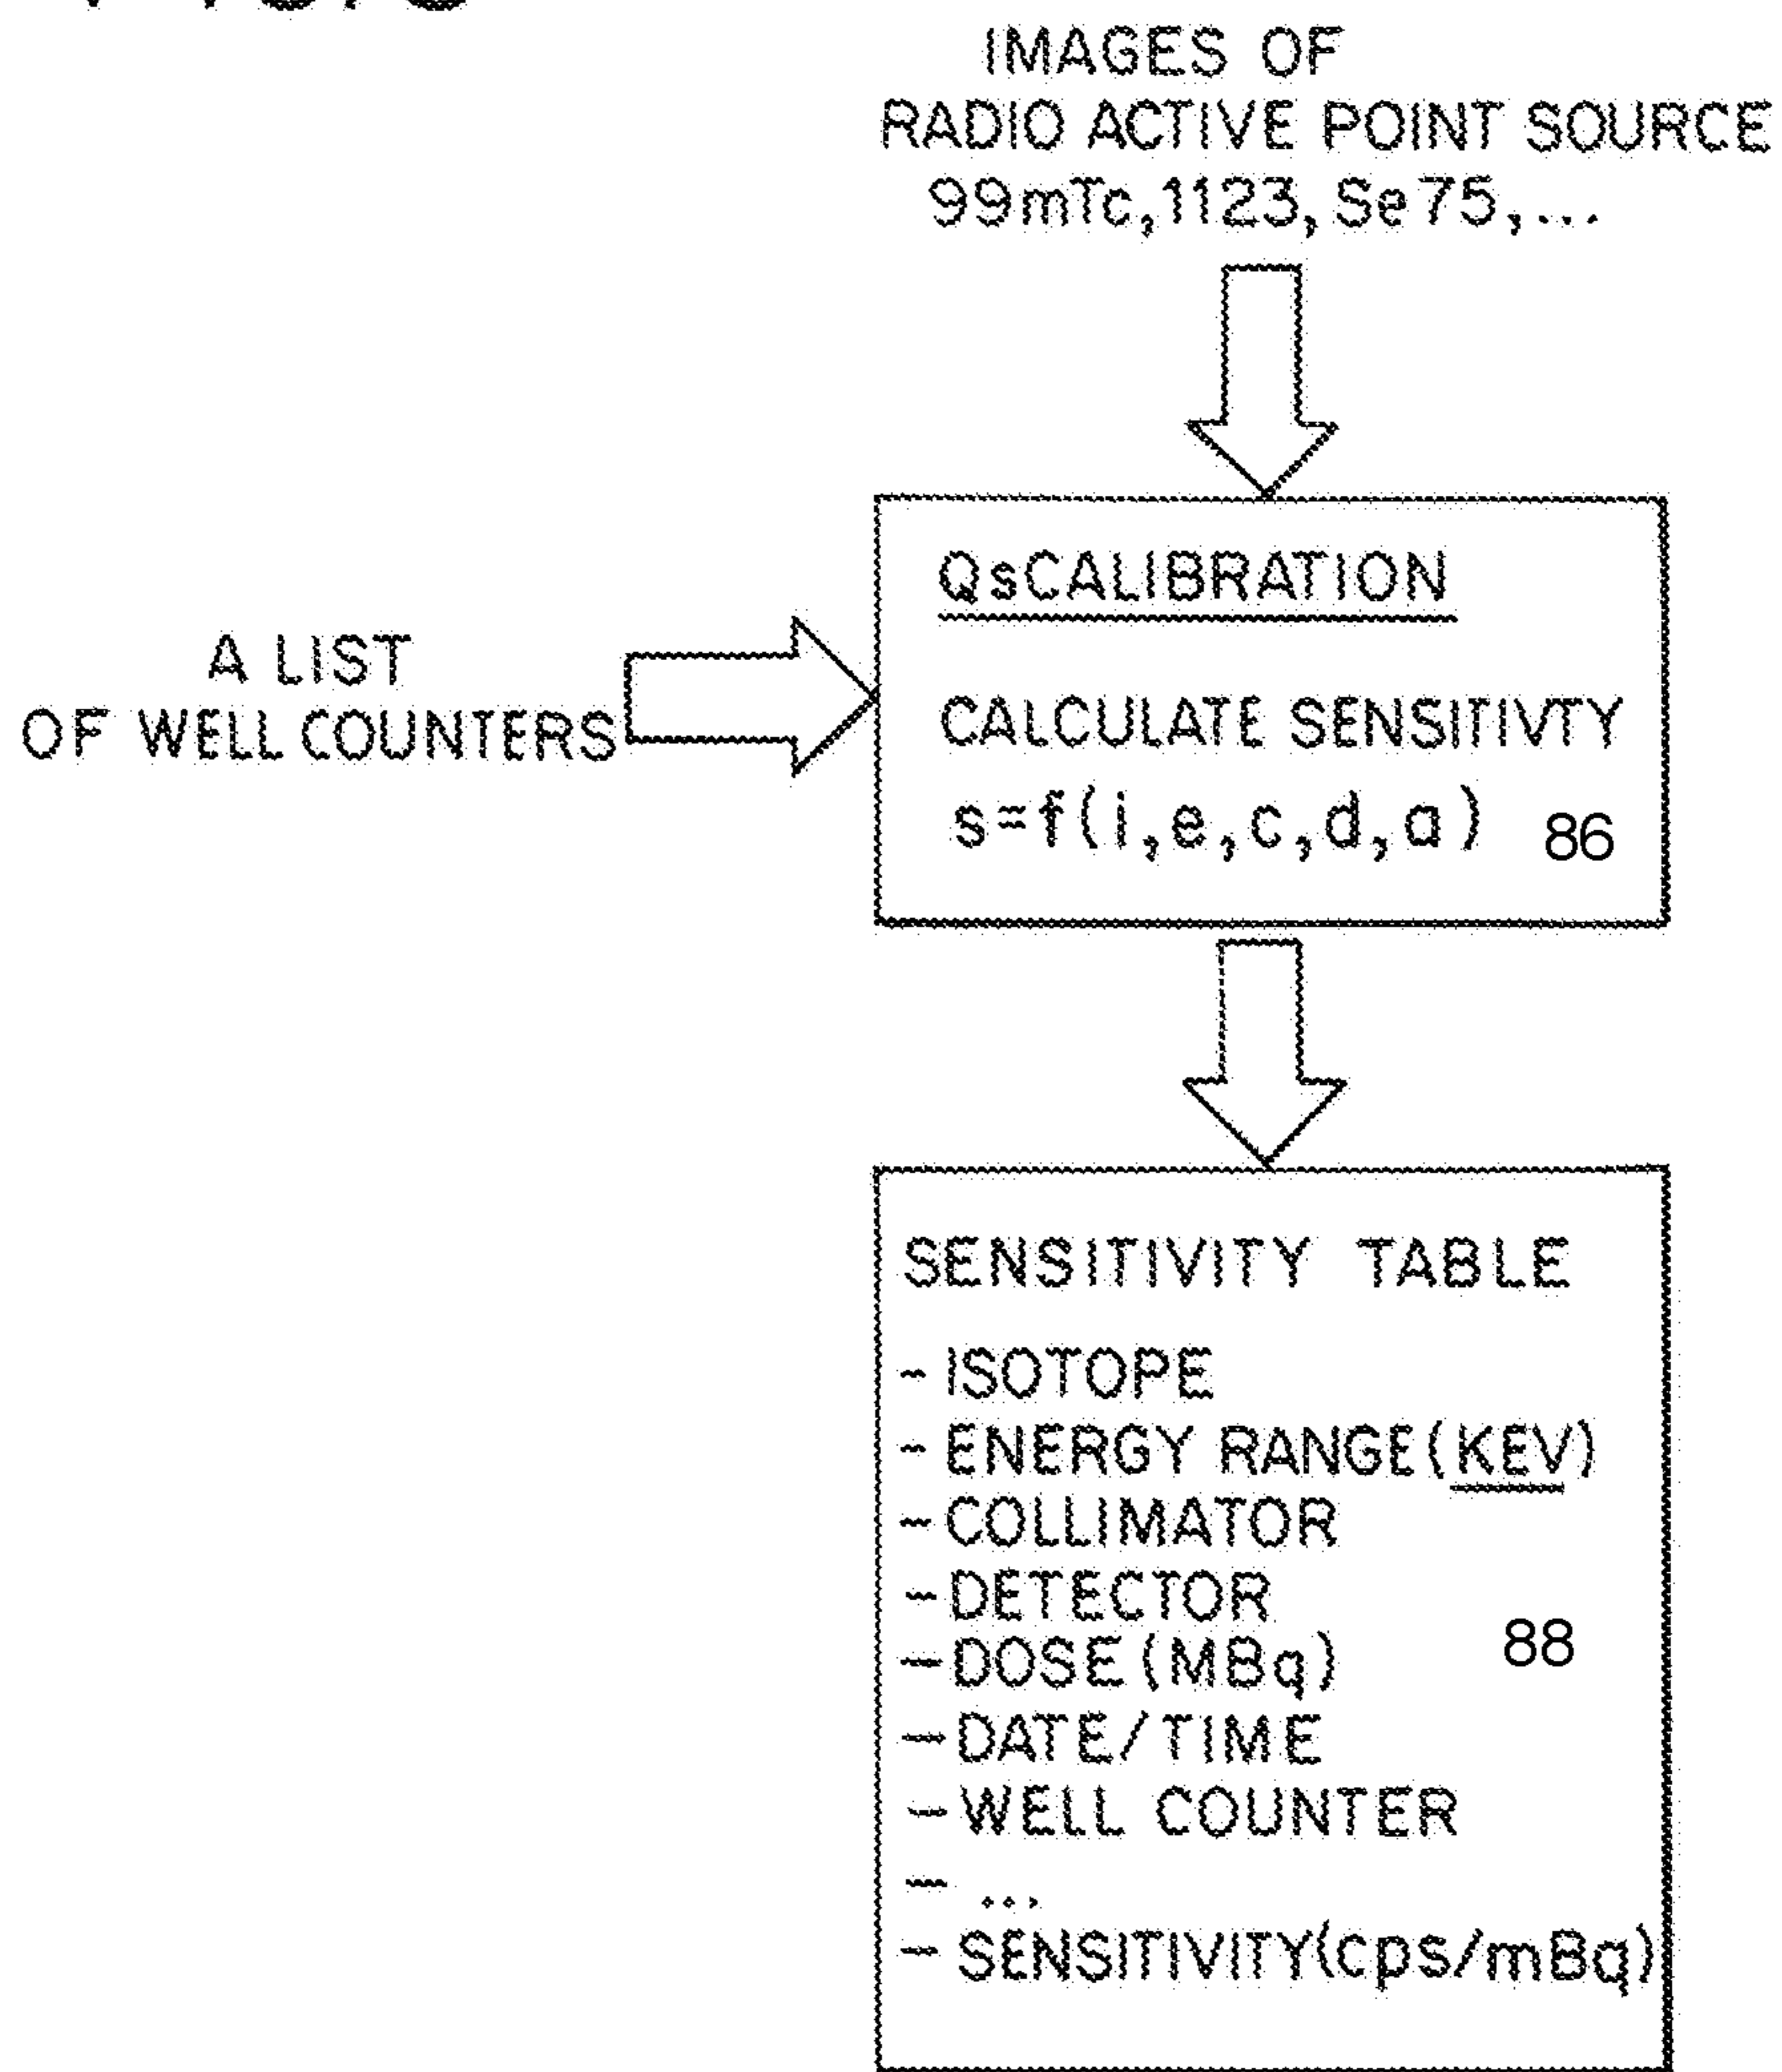 IMAGES OF
RADIO ACTIVE POINT SOURCE
99mTc,1123, Se75,...
A LIST
OF WELL COUNTERS
QsCALIBRATION
CALCULATE SENSITIVTY
s=f(i,e,c,d,a) 86
SENSITIVITY TABLE
- ISOTOPE
- ENERGY RANGE(KEV)
- COLLIMATOR
- DETECTOR
- DOSE(MBq) 88
- DATE/TIME
- WELL COUNTER
- ...
- SENSITIVITY(cps/mBq)